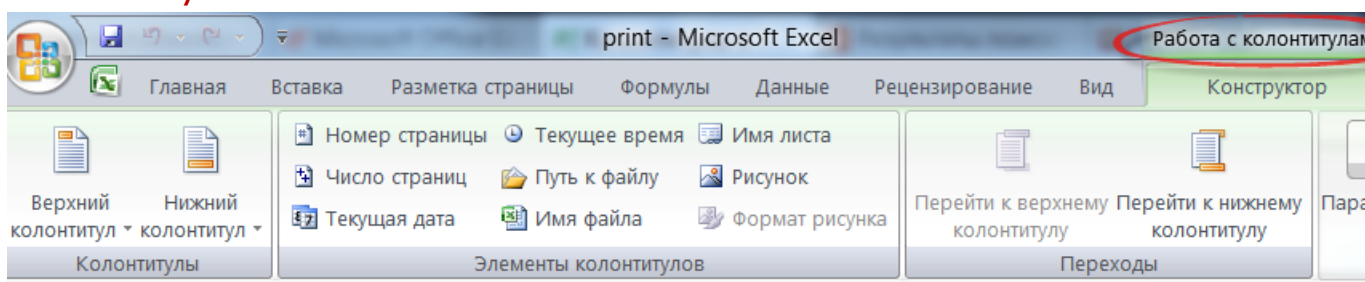 print - Microsoft Excel
Работа с колонтитулам
Главная Вставка Разметка страницы Формулы Данные Рецензирование Вид Конструктор
Номер страницы Текущее время Имя листа
Число страниц Путь к файлу Рисунок
Текущая дата Имя файла Формат рисунка
Верхний колонтитул
Нижний колонтитул
Перейти к верхнему колонтитулу
Перейти к нижнему колонтитулу
Пара
Колонтитулы Элементы колонтитулов Переходы